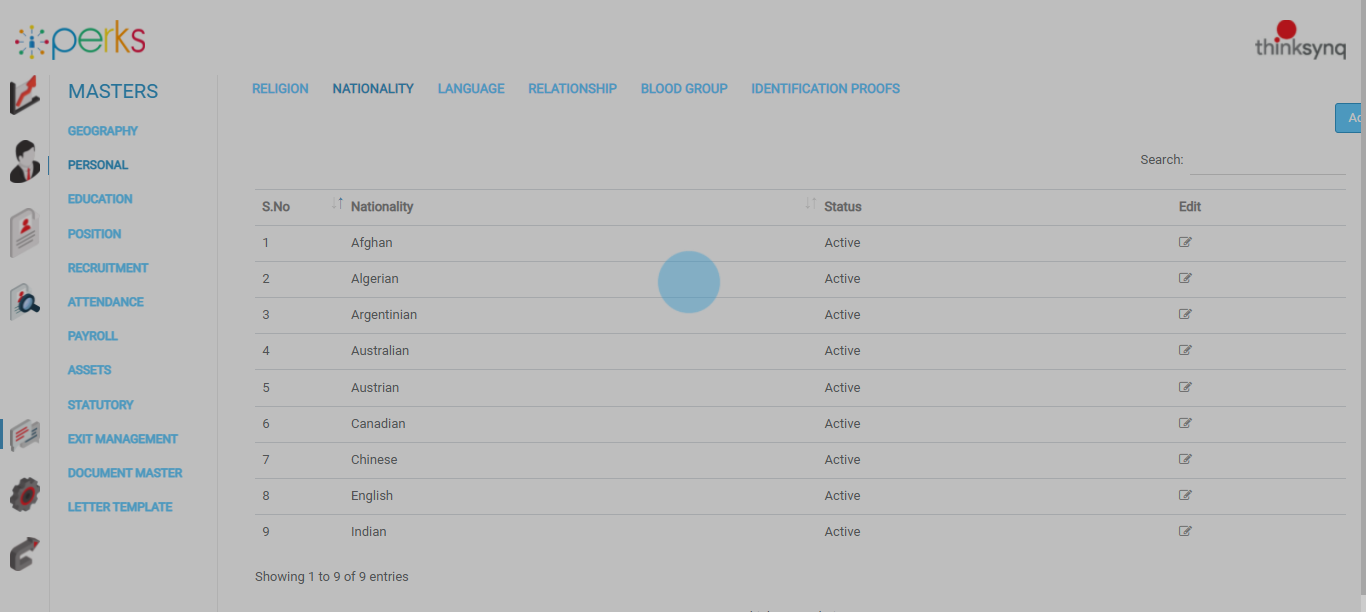 perks
thinksynq
MASTERS
GEOGRAPHY
PERSONAL
EDUCATION
POSITION
RECRUITMENT
ATTENDANCE
PAYROLL
ASSETS
STATUTORY
EXIT MANAGEMENT
DOCUMENT MASTER
LETTER TEMPLATE
RELIGION NATIONALITY LANGUAGE RELATIONSHIP BLOOD GROUP IDENTIFICATION PROOFS
Search:
S.No Nationality Status Edit
1 Afghan Active
2 Algerian Active
3 Argentinian Active
4 Australian Active
5 Austrian Active
6 Canadian Active
7 Chinese Active
8 English Active
9 Indian Active
Showing 1 to 9 of 9 entries